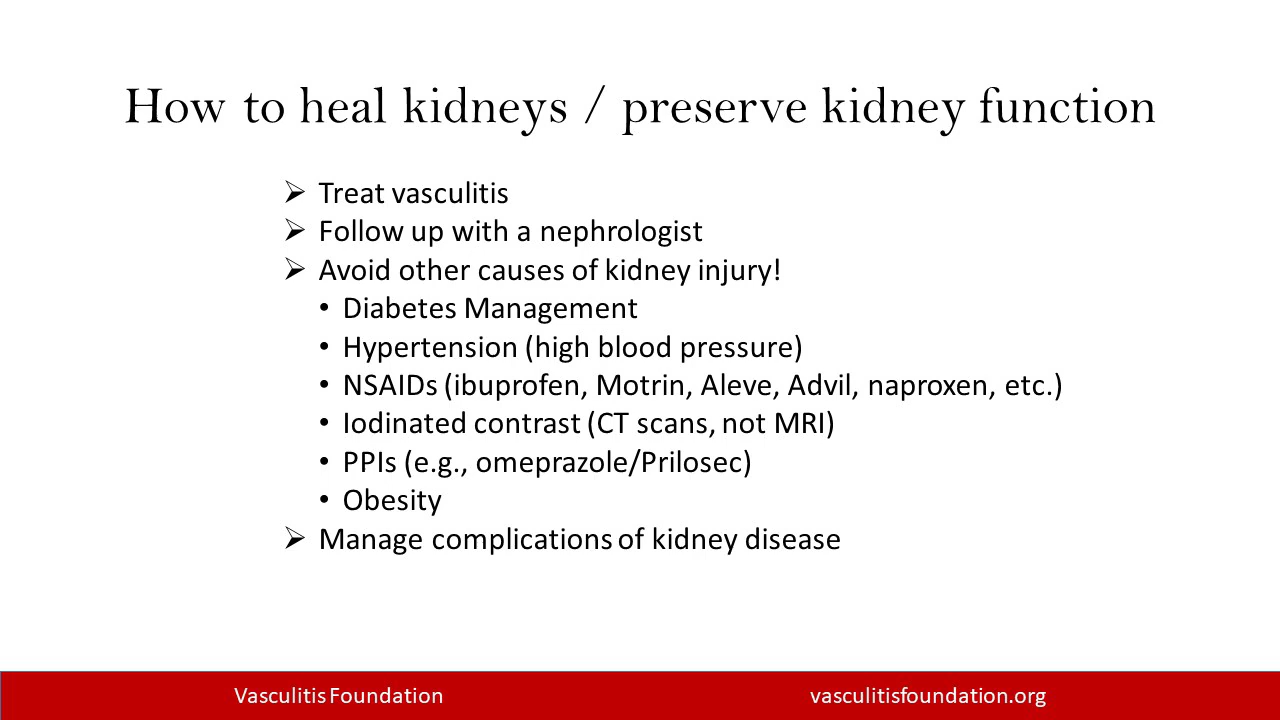 How to heal kidneys / preserve kidney function
➢ Treat vasculitis
➢ Follow up with a nephrologist
➢ Avoid other causes of kidney injury!
• Diabetes Management
• Hypertension (high blood pressure)
• NSAIDs (ibuprofen, Motrin, Aleve, Advil, naproxen, etc.)
• Iodinated contrast (CT scans, not MRI)
• PPIs (e.g., omeprazole/Prilosec)
• Obesity
➢ Manage complications of kidney disease
Vasculitis Foundation
vasculitisfoundation.org